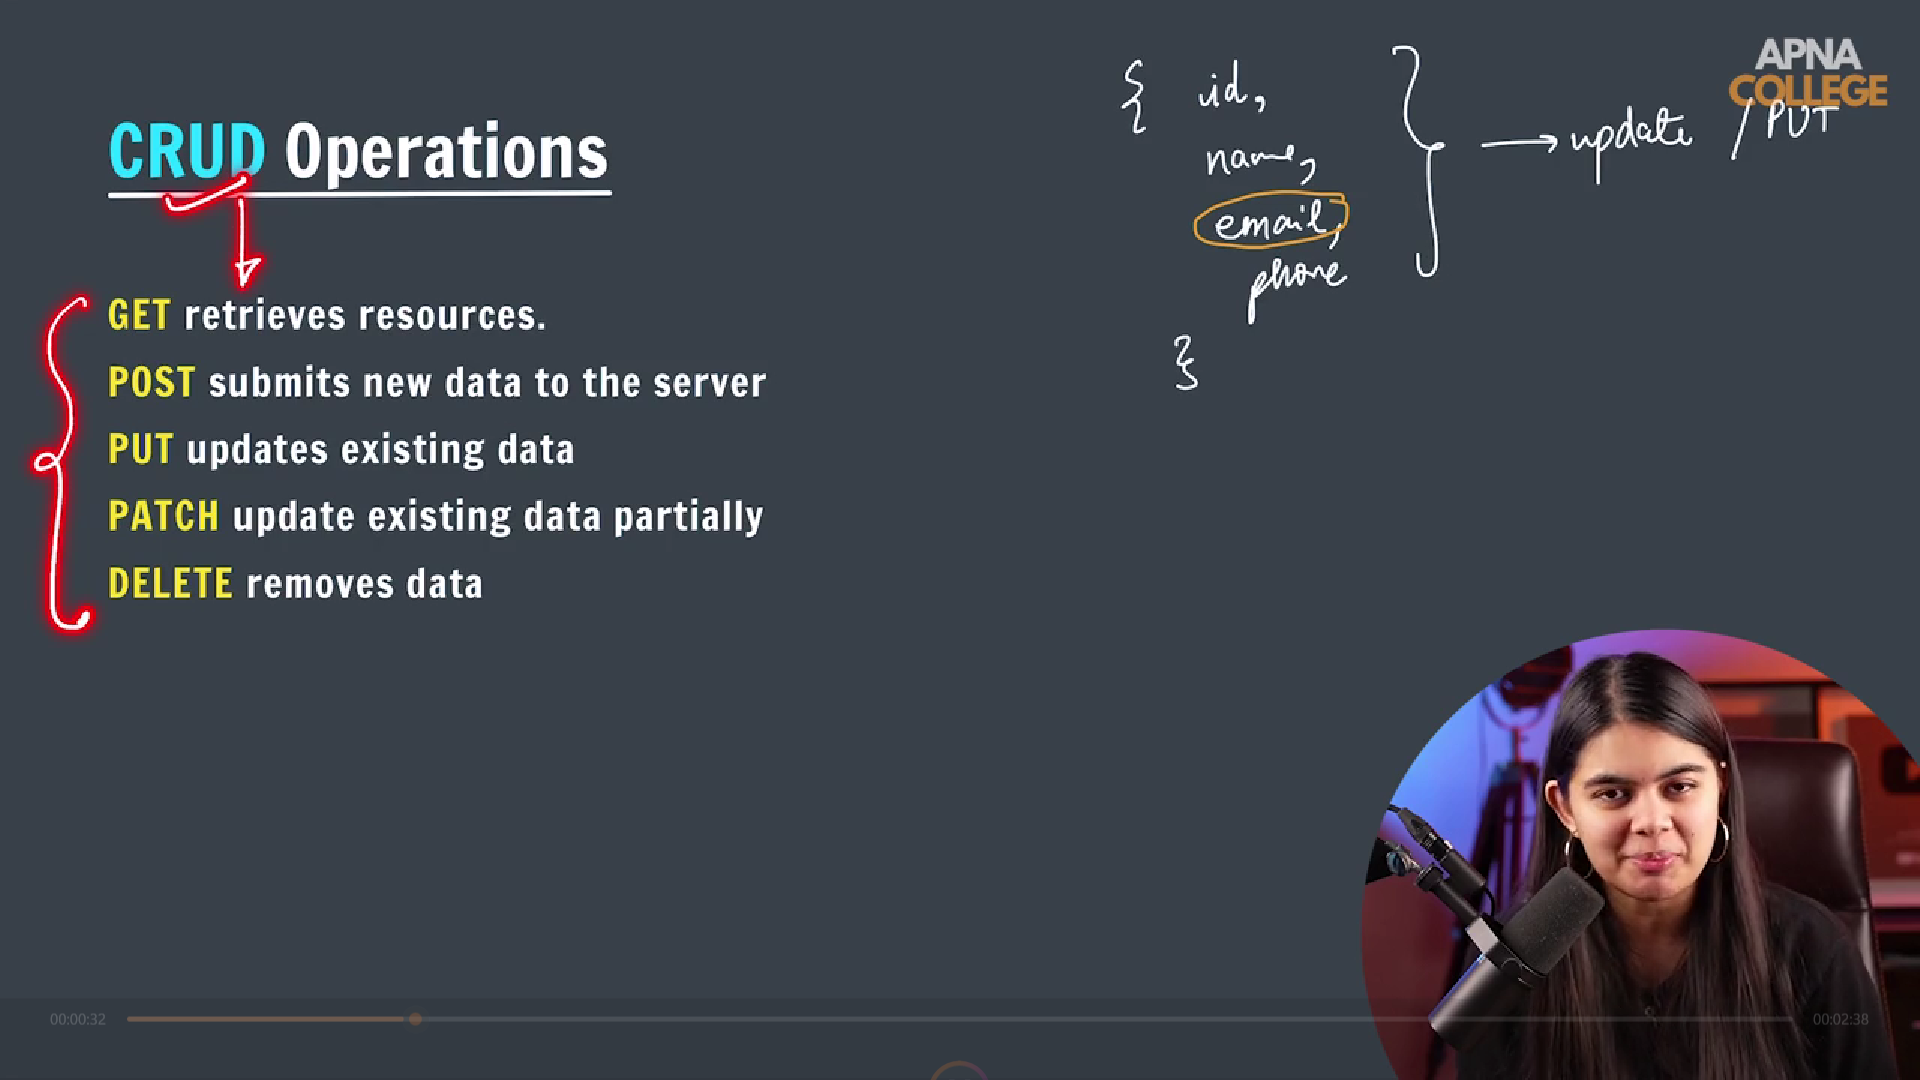 CRUD Operations
GET retrieves resources.
POST submits new data to the server
PUT updates existing data
PATCH update existing data partially
DELETE removes data
{ id,
name,
email,
phone
}
} → update / PUT
APNA
COLLEGE
00:00:32
00:02:38